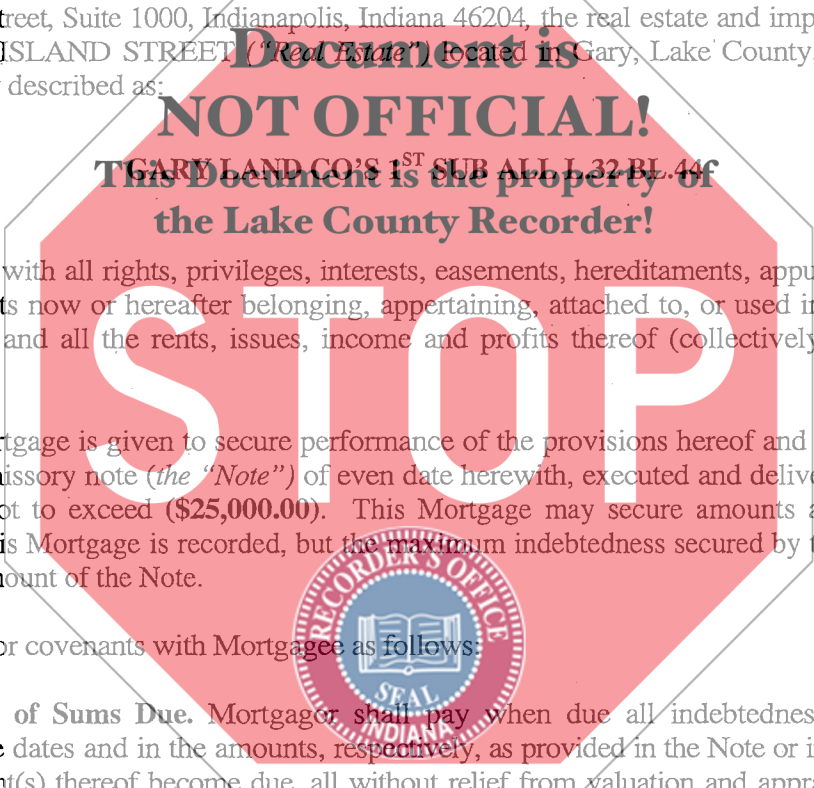 treet, Suite 1000, Indianapolis, Indiana 46204, the real estate and imp
ISLAND STREET ("Real Estate") located in Gary, Lake County,
described as:
Document is
NOT OFFICIAL!
GARY LAND CO'S 1ST SUB ALL L.32 BL.44
This Document is the property of
the Lake County Recorder!
with all rights, privileges, interests, easements, hereditaments, appu
ts now or hereafter belonging, appertaining, attached to, or used in
and all the rents, issues, income and profits thereof (collectively
STOP
rtgage is given to secure performance of the provisions hereof and
issory note (the "Note") of even date herewith, executed and delive
ot to exceed ($25,000.00). This Mortgage may secure amounts a
is Mortgage is recorded, but the maximum indebtedness secured by t
nount of the Note.
RECORDER'S OFFICE
SEAL
INDIANA
or covenants with Mortgagee as follows:
of Sums Due. Mortgagor shall pay when due all indebtednes
e dates and in the amounts, respectively, as provided in the Note or i
nt(s) thereof become due, all without relief from valuation and appra